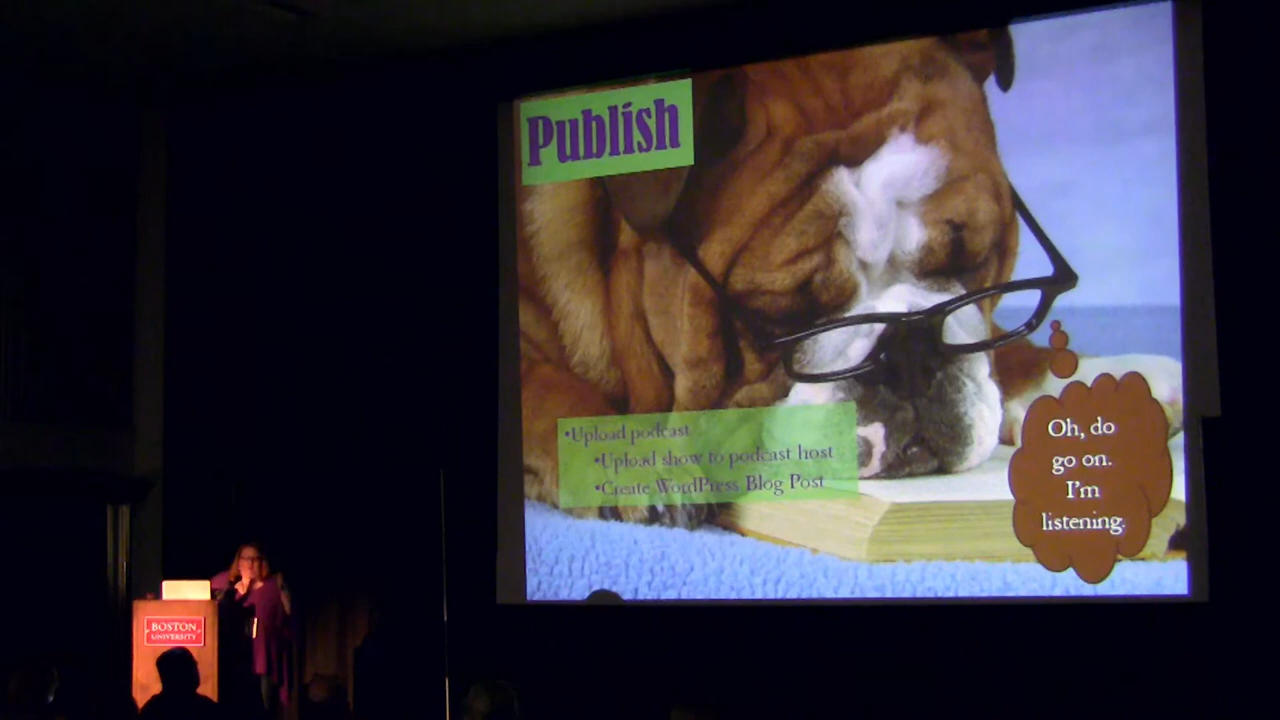 Publish
•Upload podcast
•Upload show to podcast host
•Create WordPress Blog Post
Oh, do
go on.
I'm
listening.
BOSTON
UNIVERSITY